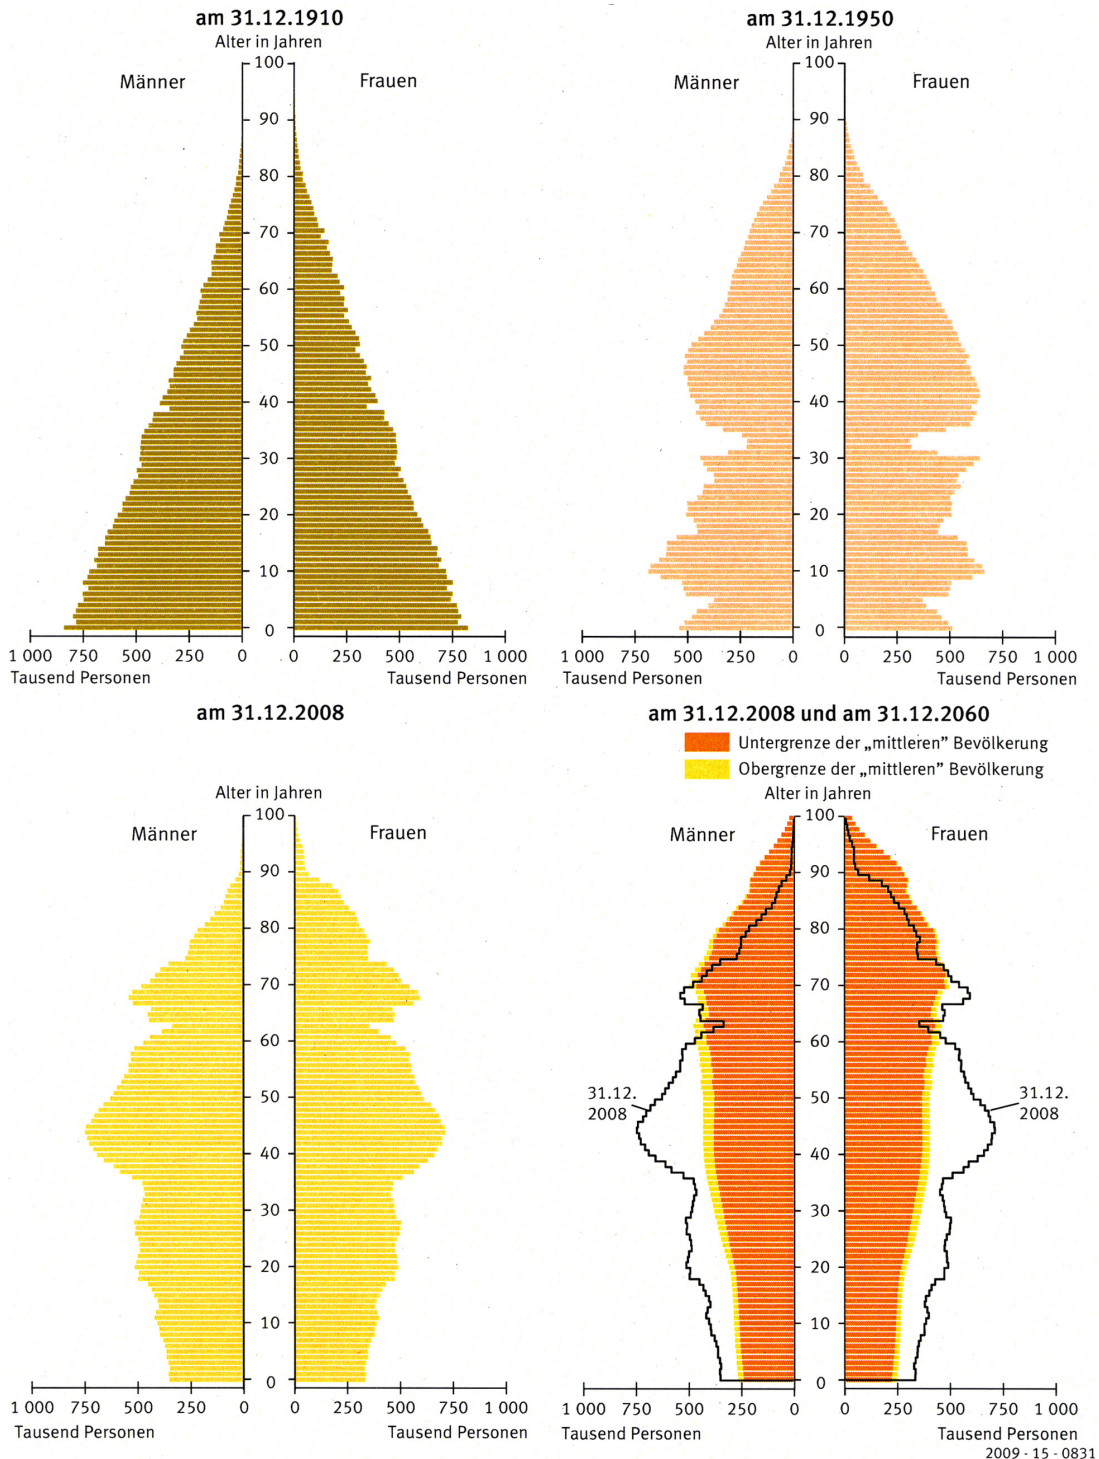 am 31.12.1910
Alter in Jahren
Männer
Frauen
100
90
80
70
60
50
40
30
20
10
0
1 000 750 500 250 0
0 250 500 750 1 000
Tausend Personen
Tausend Personen
am 31.12.1950
Alter in Jahren
Männer
Frauen
100
90
80
70
60
50
40
30
20
10
0
1 000 750 500 250 0
0 250 500 750 1 000
Tausend Personen
Tausend Personen
am 31.12.2008
Alter in Jahren
Männer
Frauen
100
90
80
70
60
50
40
30
20
10
0
1 000 750 500 250 0
0 250 500 750 1 000
Tausend Personen
Tausend Personen
am 31.12.2008 und am 31.12.2060
Untergrenze der „mittleren” Bevölkerung
Obergrenze der „mittleren” Bevölkerung
Alter in Jahren
Männer
Frauen
100
90
80
70
60
50
40
30
20
10
0
31.12.
2008
31.12.
2008
1 000 750 500 250 0
0 250 500 750 1 000
Tausend Personen
Tausend Personen
2009 - 15 - 0831